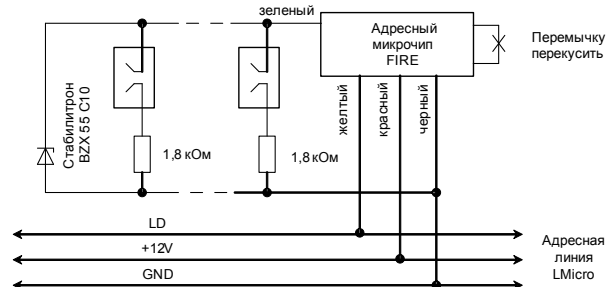 зеленый
Адресный
микрочип
FIRE
Перемычку
перекусить
желтый
красный
черный
Стабилитрон
BZX 55 C10
1,8 кОм
1,8 кОм
LD
+12V
GND
Адресная
линия
LMicro